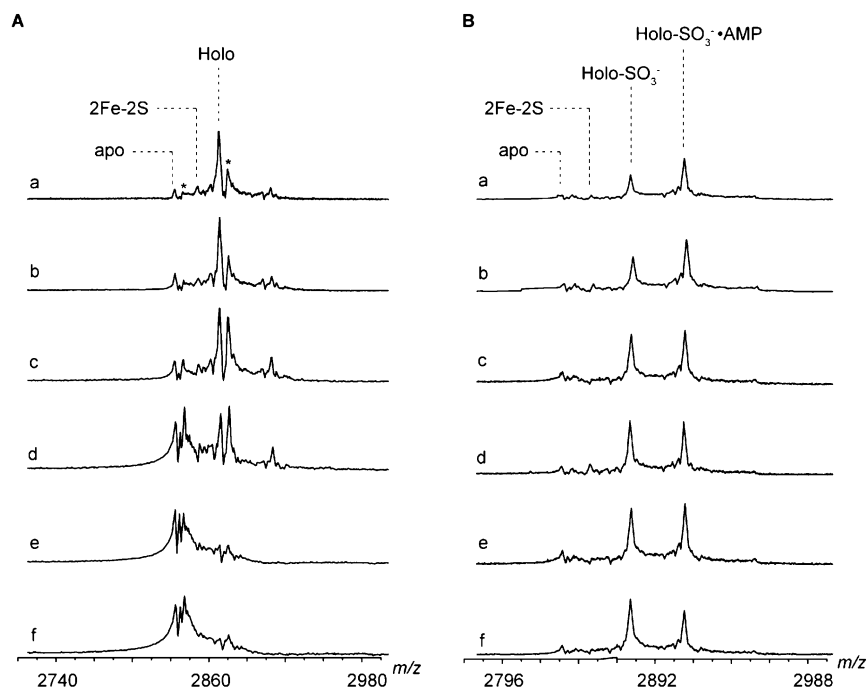 A
Holo
2Fe-2S
apo
*
*
a
b
c
d
e
f
2740
2860
2980
m/z
B
Holo-SO₃⁻•AMP
Holo-SO₃⁻
2Fe-2S
apo
a
b
c
d
e
f
2796
2892
2988
m/z